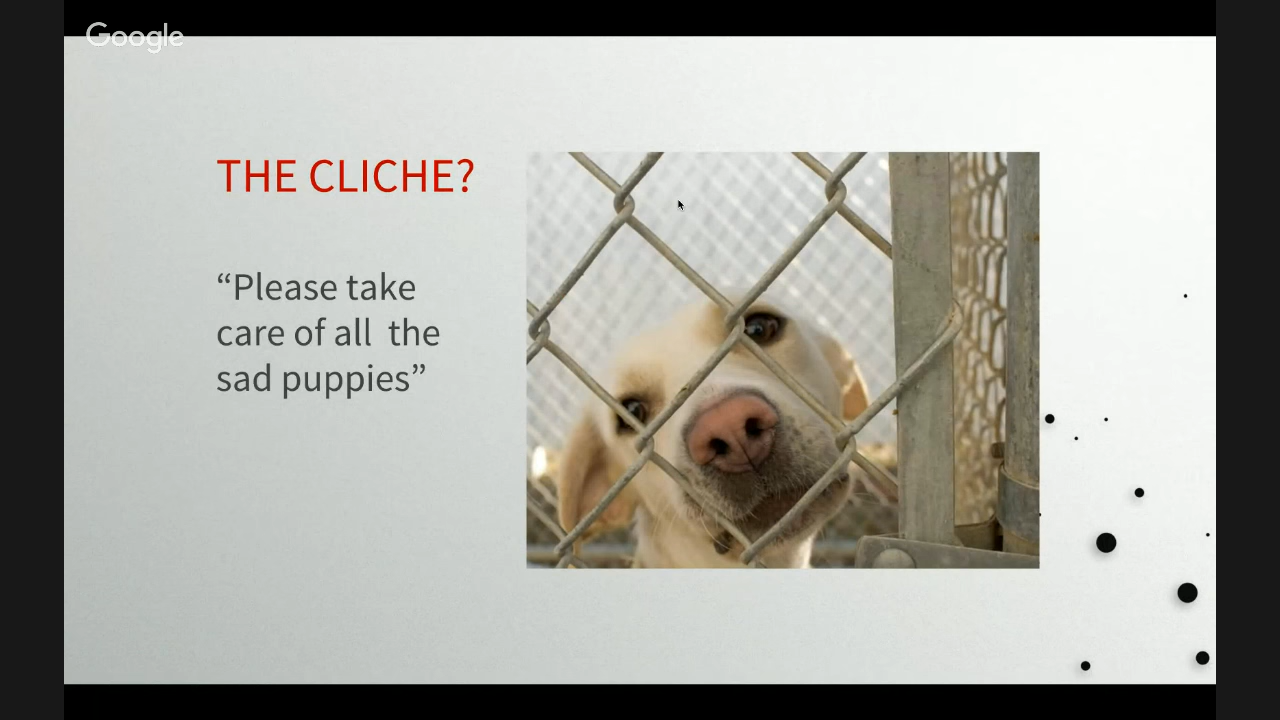 Google
THE CLICHE?
“Please take
care of all  the
sad puppies”